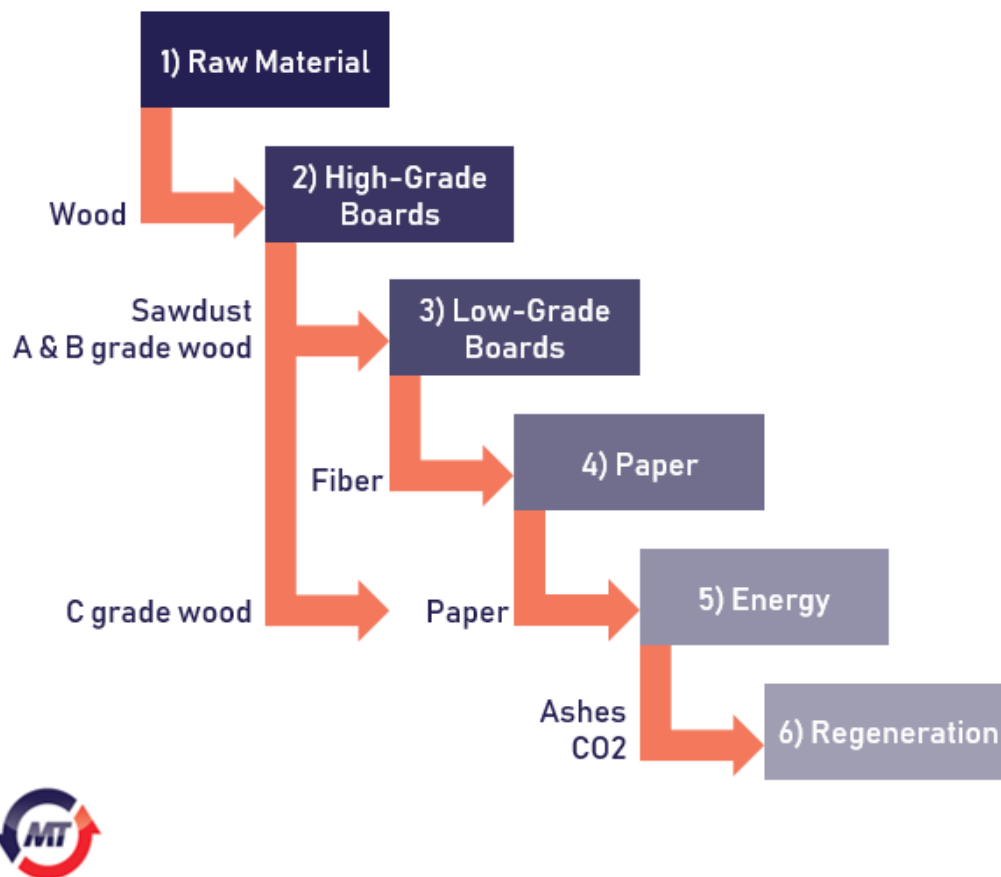 1) Raw Material
Wood
2) High-Grade
Boards
Sawdust
A & B grade wood
3) Low-Grade
Boards
Fiber
4) Paper
C grade wood
Paper
5) Energy
Ashes
CO2
6) Regeneration
MT